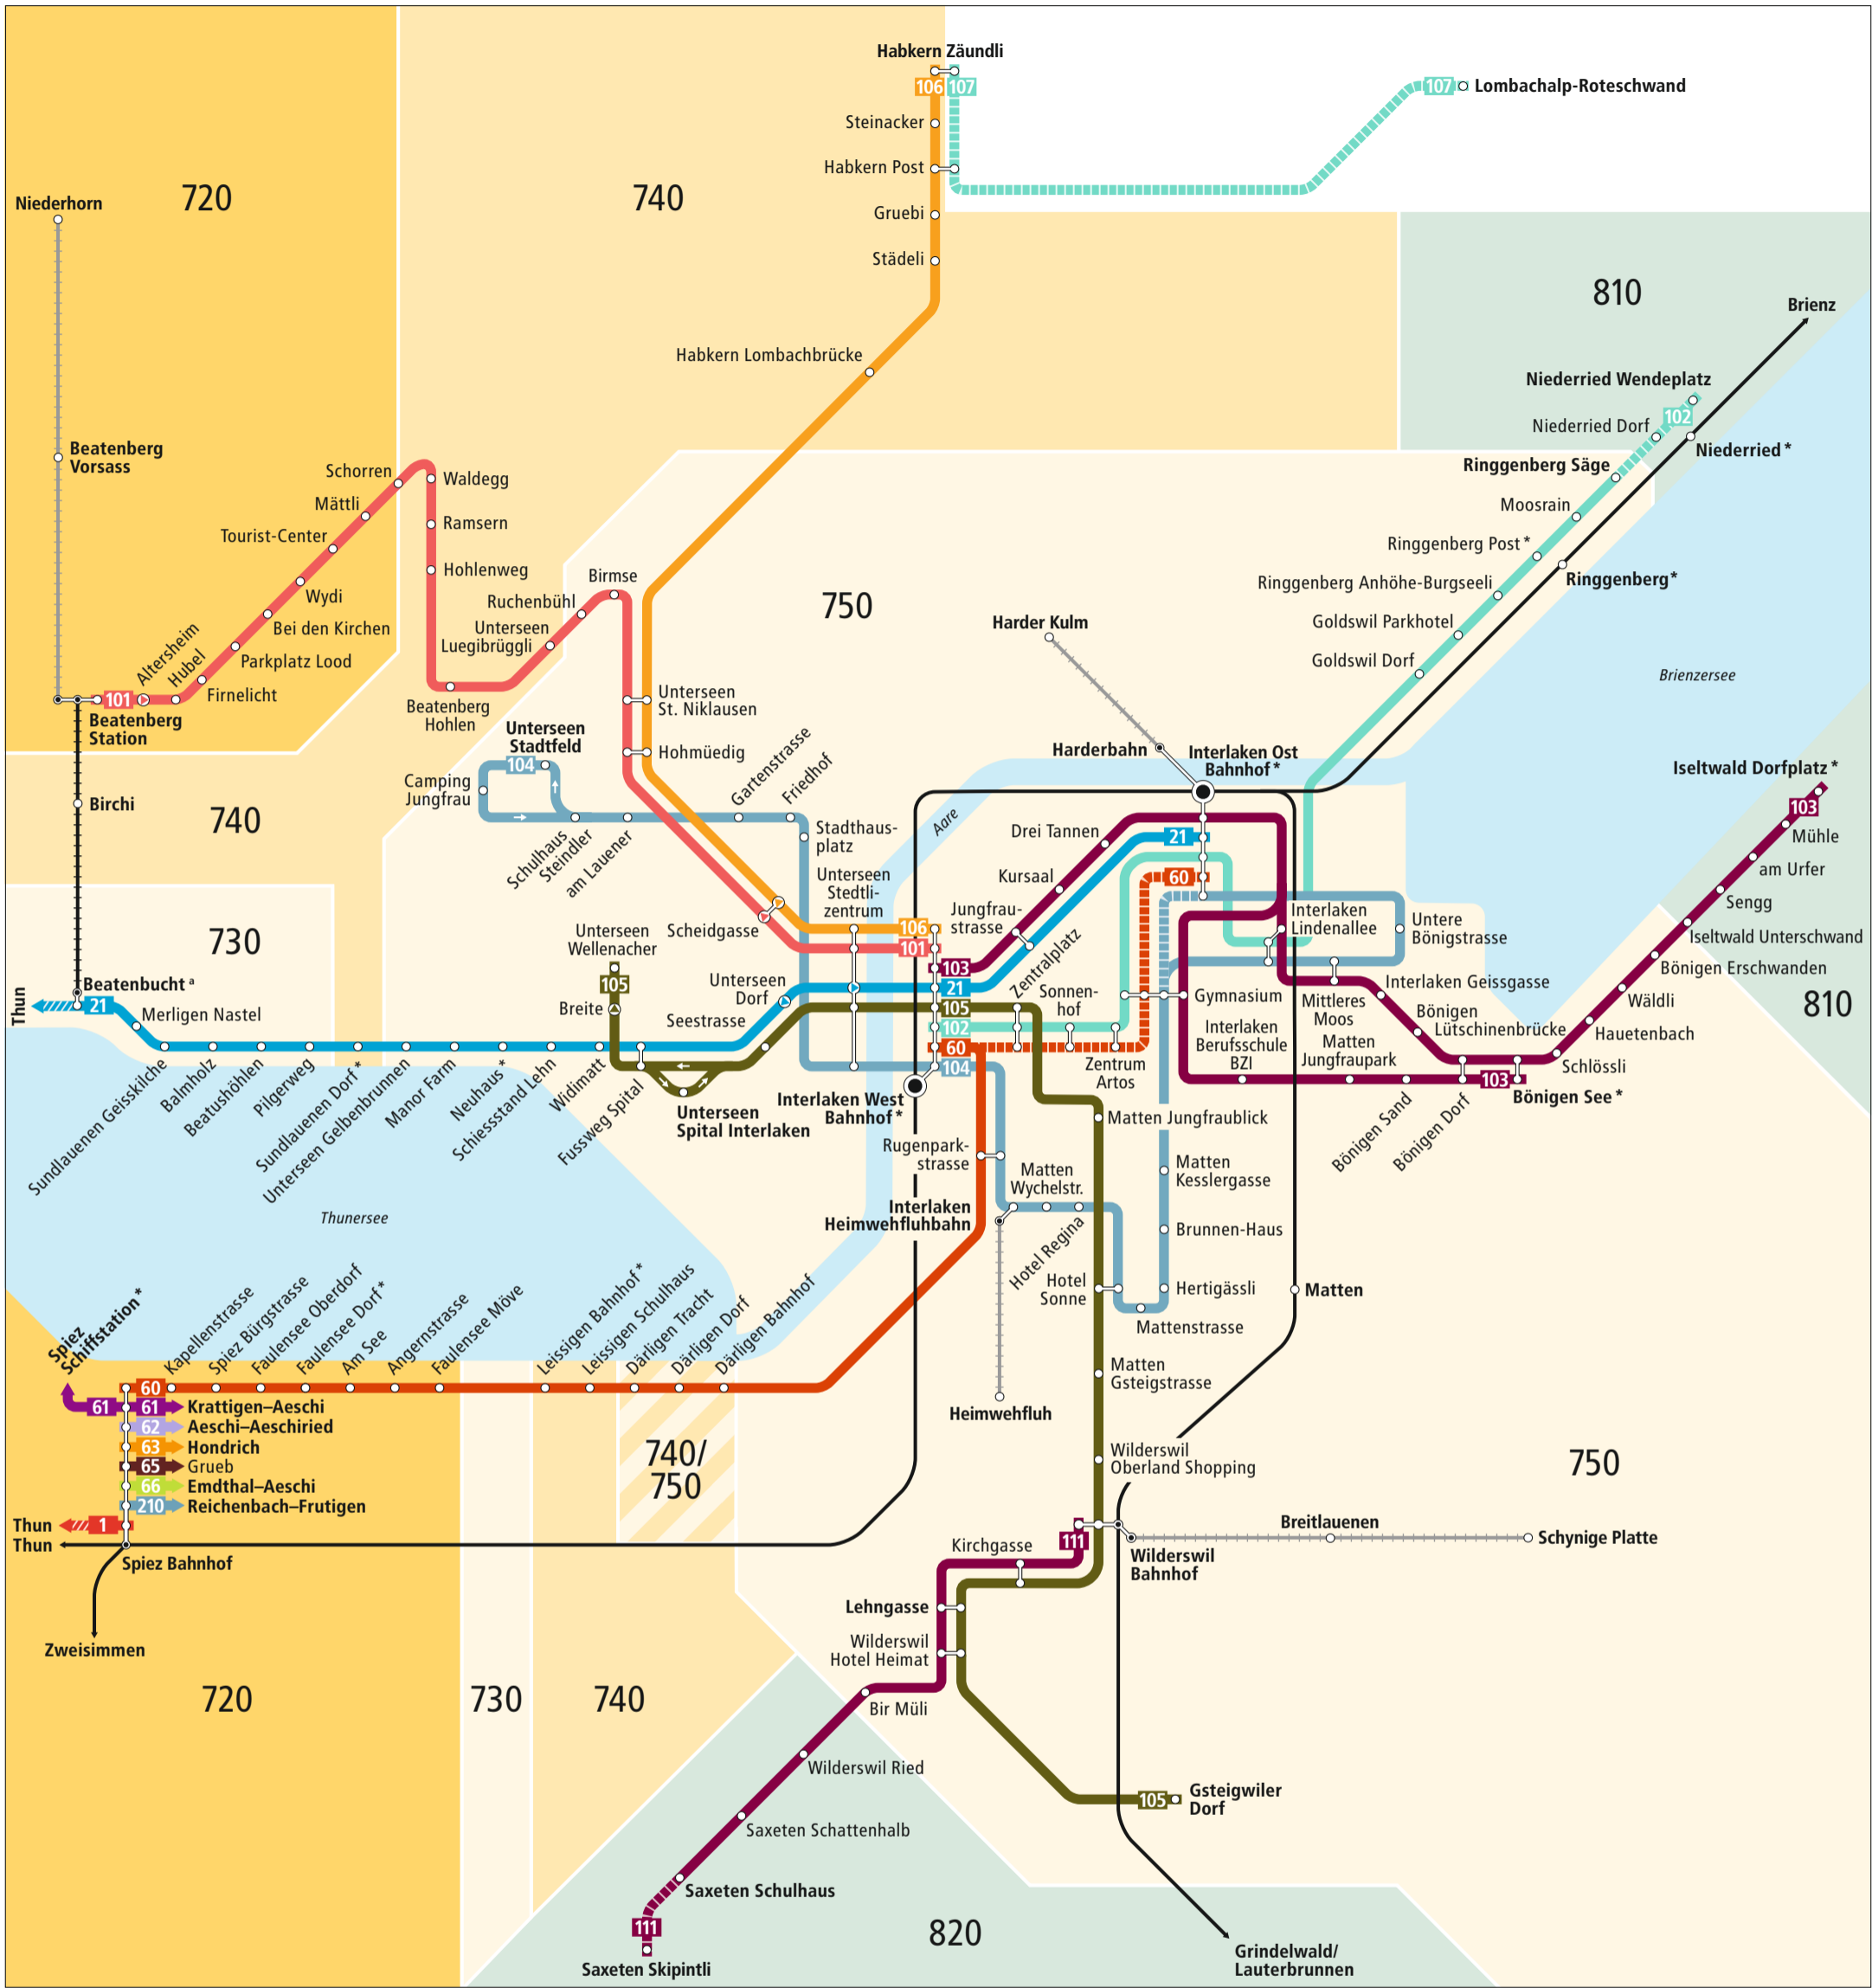 Habkern Zäundli
106
107
107
Lombachalp-Roteschwand
Steinacker
Habkern Post
Gruebi
Städeli
720
740
Niederhorn
810
Brienz
Habkern Lombachbrücke
Niederried Wendeplatz
102
Niederried Dorf
Niederried *
Beatenberg
Vorsass
Schorren
Waldegg
Ringgenberg Säge
Mättli
Ramsern
Moosrain
Tourist-Center
Ringgenberg Post *
Hohlenweg
Birmse
Ringgenberg Anhöhe-Burgseeli
Ringgenberg *
Wydi
Ruchenbühl
750
Harder Kulm
Goldswil Parkhotel
Bei den Kirchen
Unterseen
Luegibrüggli
Goldswil Dorf
Brienzersee
Altersheim
Hubel
Parkplatz Lood
Firnelicht
101
Beatenberg
Station
Beatenberg
Hohlen
Unterseen
St. Niklausen
Unterseen
Stadtfeld
104
Hohmüedig
Gartenstrasse
Friedhof
Harderbahn
Interlaken Ost
Bahnhof *
Iseltwald Dorfplatz *
103
Camping
Jungfrau
Birchi
740
Schulhaus
Steindler
am Lauener
Stadthaus-
platz
Aare
Drei Tannen
21
Mühle
am Urfer
Kursaal
60
Unterseen
Stedtli-
zentrum
Jungfrau-
strasse
Sengg
Interlaken
Lindenallee
Untere
Bönigstrasse
Iseltwald Unterschwand
730
Unterseen
Wellenacher
105
Scheidgasse
106
101
103
21
105
102
60
104
Zentralplatz
Sonnen-
hof
Bönigen Erschwanden
Beatenbucht ª
Thun
21
Merligen Nastel
Breite
Unterseen
Dorf
Seestrasse
Gymnasium
Mittleres
Moos
Interlaken Geissgasse
Wäldli
810
Interlaken
Berufsschule
BZI
Matten
Jungfraupark
Bönigen
Lütschinenbrücke
Hauetenbach
Schlössli
Zentrum
Artos
103
Bönigen See *
Sundlauenen Geisskilche
Balmholz
Beatushöhlen
Pilgerweg
Sundlauenen Dorf *
Unterseen Gelbenbrunnen
Manor Farm
Neuhaus *
Schiesstand Lehn
Widimatt
Fussweg Spital
Unterseen
Spital Interlaken
Interlaken West
Bahnhof *
Matten Jungfraublick
Bönigen Sand
Bönigen Dorf
Rugenpark-
strasse
Matten
Wychelstr.
Matten
Kesslergasse
Thunersee
Interlaken
Heimwehfluhbahn
Hotel Regina
Brunnen-Haus
Hotel
Sonne
Hertigässli
Matten
Mattenstrasse
Spiez
Schiffstation *
Kapellenstrasse
Spiez Bürgstrasse
Faulensee Oberdorf
Faulensee Dorf *
Am See
Angernstrasse
Faulensee Möve
Leissigen Bahnhof *
Leissigen Schulhaus
Därligen Tracht
Därligen Dorf
Därligen Bahnhof
60
61
61
Krattigen–Aeschi
62
Aeschi–Aeschiried
63
Hondrich
65
Grueb
66
Emdthal–Aeschi
210
Reichenbach–Frutigen
Thun
1
Thun
Spiez Bahnhof
Zweisimmen
Matten
Gsteigstrasse
Heimwehfluh
740/
750
Wilderswil
Oberland Shopping
750
111
Breitlauenen
Schynige Platte
Wilderswil
Bahnhof
Kirchgasse
Lehngasse
Wilderswil
Hotel Heimat
720
730
740
Bir Müli
Wilderswil Ried
105
Gsteigwiler
Dorf
Saxeten Schattenhalb
Saxeten Schulhaus
111
820
Saxeten Skipintli
Grindelwald/
Lauterbrunnen